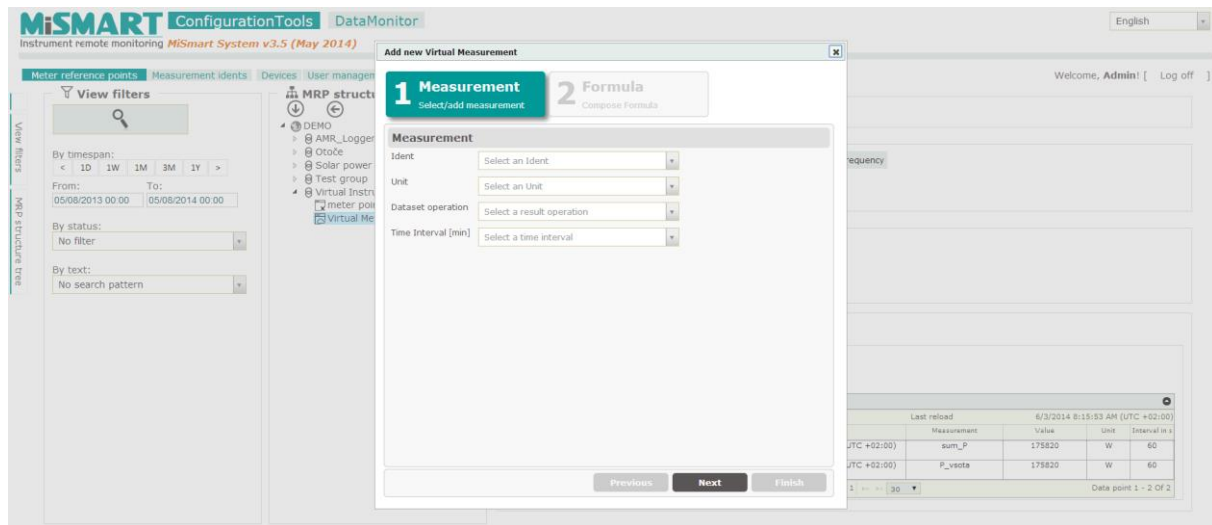 MiSMART ConfigurationTools DataMonitor English
Instrument remote monitoring MiSmart System v3.5 (May 2014)
Meter reference points Measurement idents Devices User managen
Welcome, Admin! [ Log off ]
View filters
MRP structure tree
View filters
By timespan:
< 1D 1W 1M 3M 1Y >
From: To:
05/08/2013 00:00 05/08/2014 00:00
By status:
No filter
By text:
No search pattern
MRP structu
DEMO
AMR_Logger
Otoče
Solar power
Test group
Virtual Instru
meter poi
Virtual Me
Add new Virtual Measurement
x
1 Measurement
Select/add measurement
2 Formula
Compose Formula
Measurement
Ident Select an Ident
Unit Select an Unit
Dataset operation Select a result operation
Time Interval [min] Select a time interval
Previous Next Finish
equency
Last reload 6/3/2014 8:15:53 AM (UTC +02:00)
Measurement Value Unit Interval in s
UTC +02:00) sum_P 175820 W 60
UTC +02:00) P_vsota 175820 W 60
1 30 Data point 1 - 2 Of 2